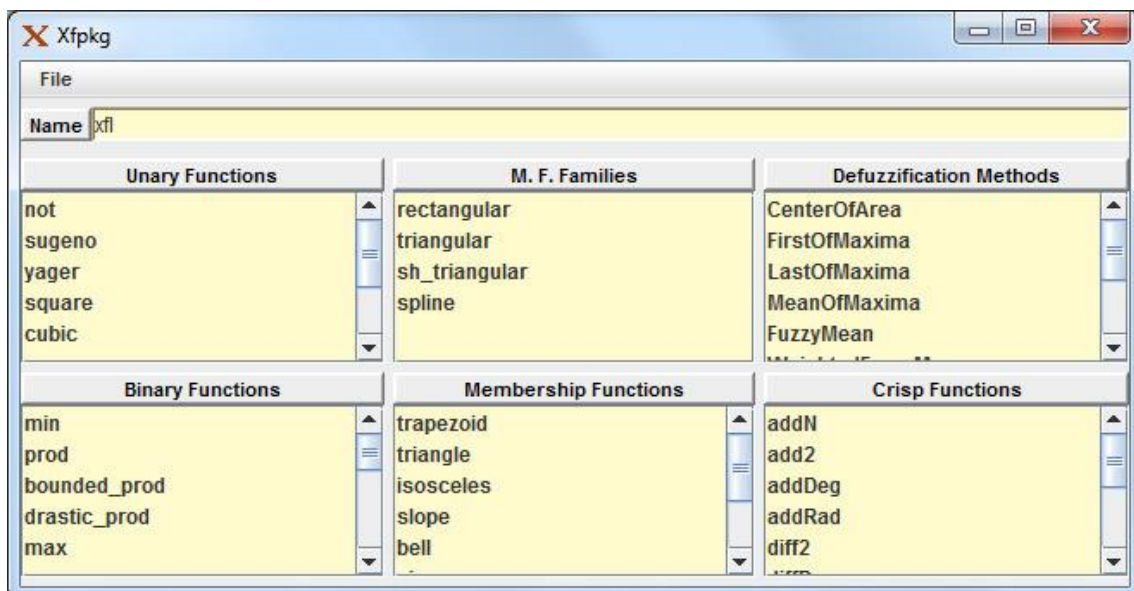 Xfpkg
File
Name xfl
Unary Functions
not
sugeno
yager
square
cubic
M. F. Families
rectangular
triangular
sh_triangular
spline
Defuzzification Methods
CenterOfArea
FirstOfMaxima
LastOfMaxima
MeanOfMaxima
FuzzyMean
Binary Functions
min
prod
bounded_prod
drastic_prod
max
Membership Functions
trapezoid
triangle
isosceles
slope
bell
Crisp Functions
addN
add2
addDeg
addRad
diff2